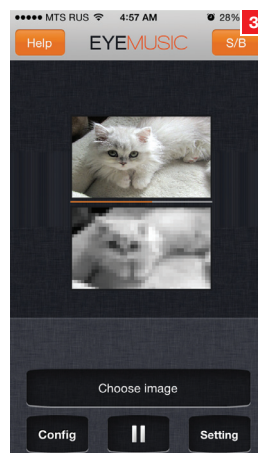 MTS RUS 4:57 AM 28% 3
Help EYEMUSIC S/B
Choose image
Config Setting